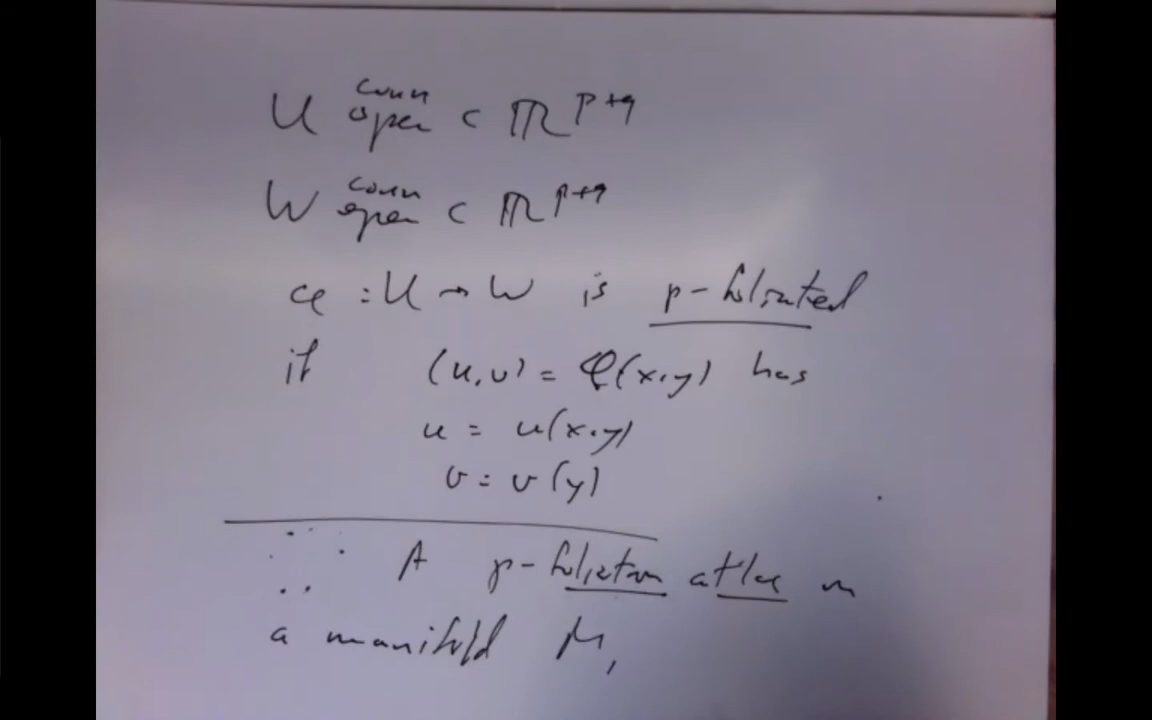 U conn open ⊂ ℝ^{p+q}
W conn open ⊂ ℝ^{p+q}
φ : U → W is p-foliated
if (u,v) = φ(x,y) has
u = u(x,y)
v = v(y)
A p-foliation atlas on
a manifold M,